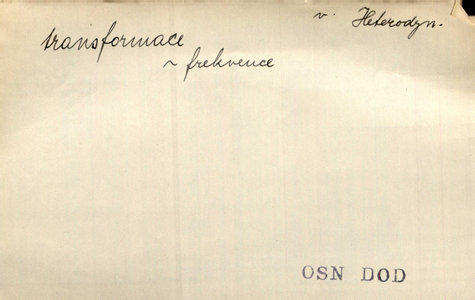 v. Heterodyn.
transformace
~ frekvence
OSN DOD